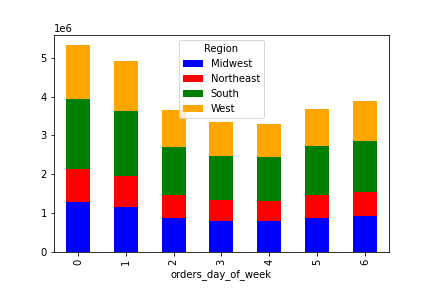 1e6
5
4
3
2
1
0
Region
Midwest
Northeast
South
West
0 1 2 3 4 5 6
orders_day_of_week